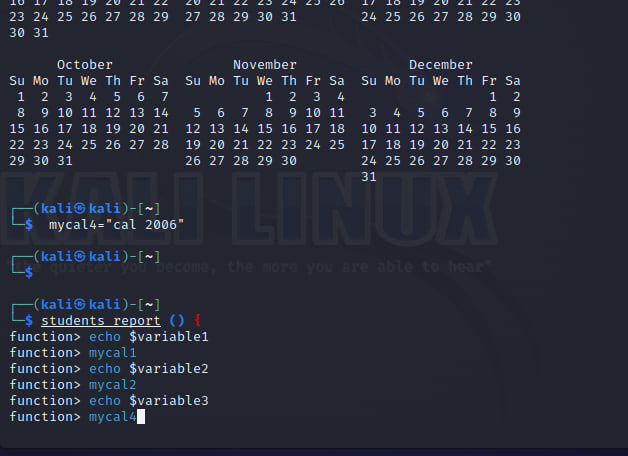 16 17 18 19 20 21 22  20 21 22 23 24 25 26  17 18 19 20 21 22 23
23 24 25 26 27 28 29  27 28 29 30 31        24 25 26 27 28 29 30
30 31
      October               November              December
Su Mo Tu We Th Fr Sa  Su Mo Tu We Th Fr Sa  Su Mo Tu We Th Fr Sa
 1  2  3  4  5  6  7            1  2  3  4                  1  2
 8  9 10 11 12 13 14   5  6  7  8  9 10 11   3  4  5  6  7  8  9
15 16 17 18 19 20 21  12 13 14 15 16 17 18  10 11 12 13 14 15 16
22 23 24 25 26 27 28  19 20 21 22 23 24 25  17 18 19 20 21 22 23
29 30 31              26 27 28 29 30        24 25 26 27 28 29 30
                                            31
KALI LINUX
┌──(kali㉿kali)-[~]
└─$  mycal4="cal 2006"
┌──(kali㉿kali)-[~]
└─$
"the quieter you become, the more you are able to hear"
┌──(kali㉿kali)-[~]
└─$ students_report () {
function> echo $variable1
function> mycal1
function> echo $variable2
function> mycal2
function> echo $variable3
function> mycal4